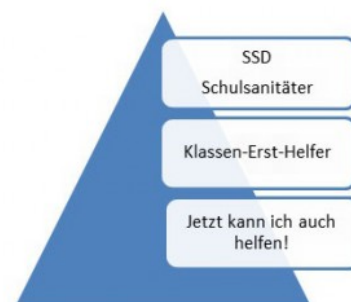 SSD
Schulsanitäter
Klassen-Erst-Helfer
Jetzt kann ich auch
helfen!